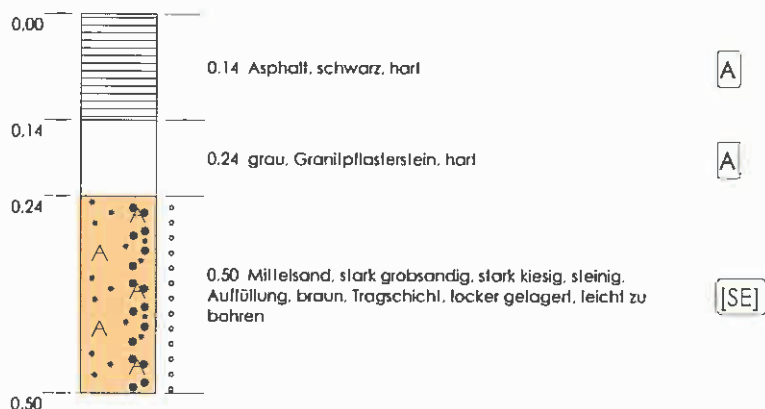 0.00
0.14 Asphalt, schwarz, hart
A
0.14
0.24 grau, Granitpflasterstein, hart
A
0.24
A
A
0.50 Mittelsand, stark grobsandig, stark kiesig, steinig,
Auffüllung, braun, Tragschicht, locker gelagert, leicht zu
bohren
[SE]
A
A
A
0.50